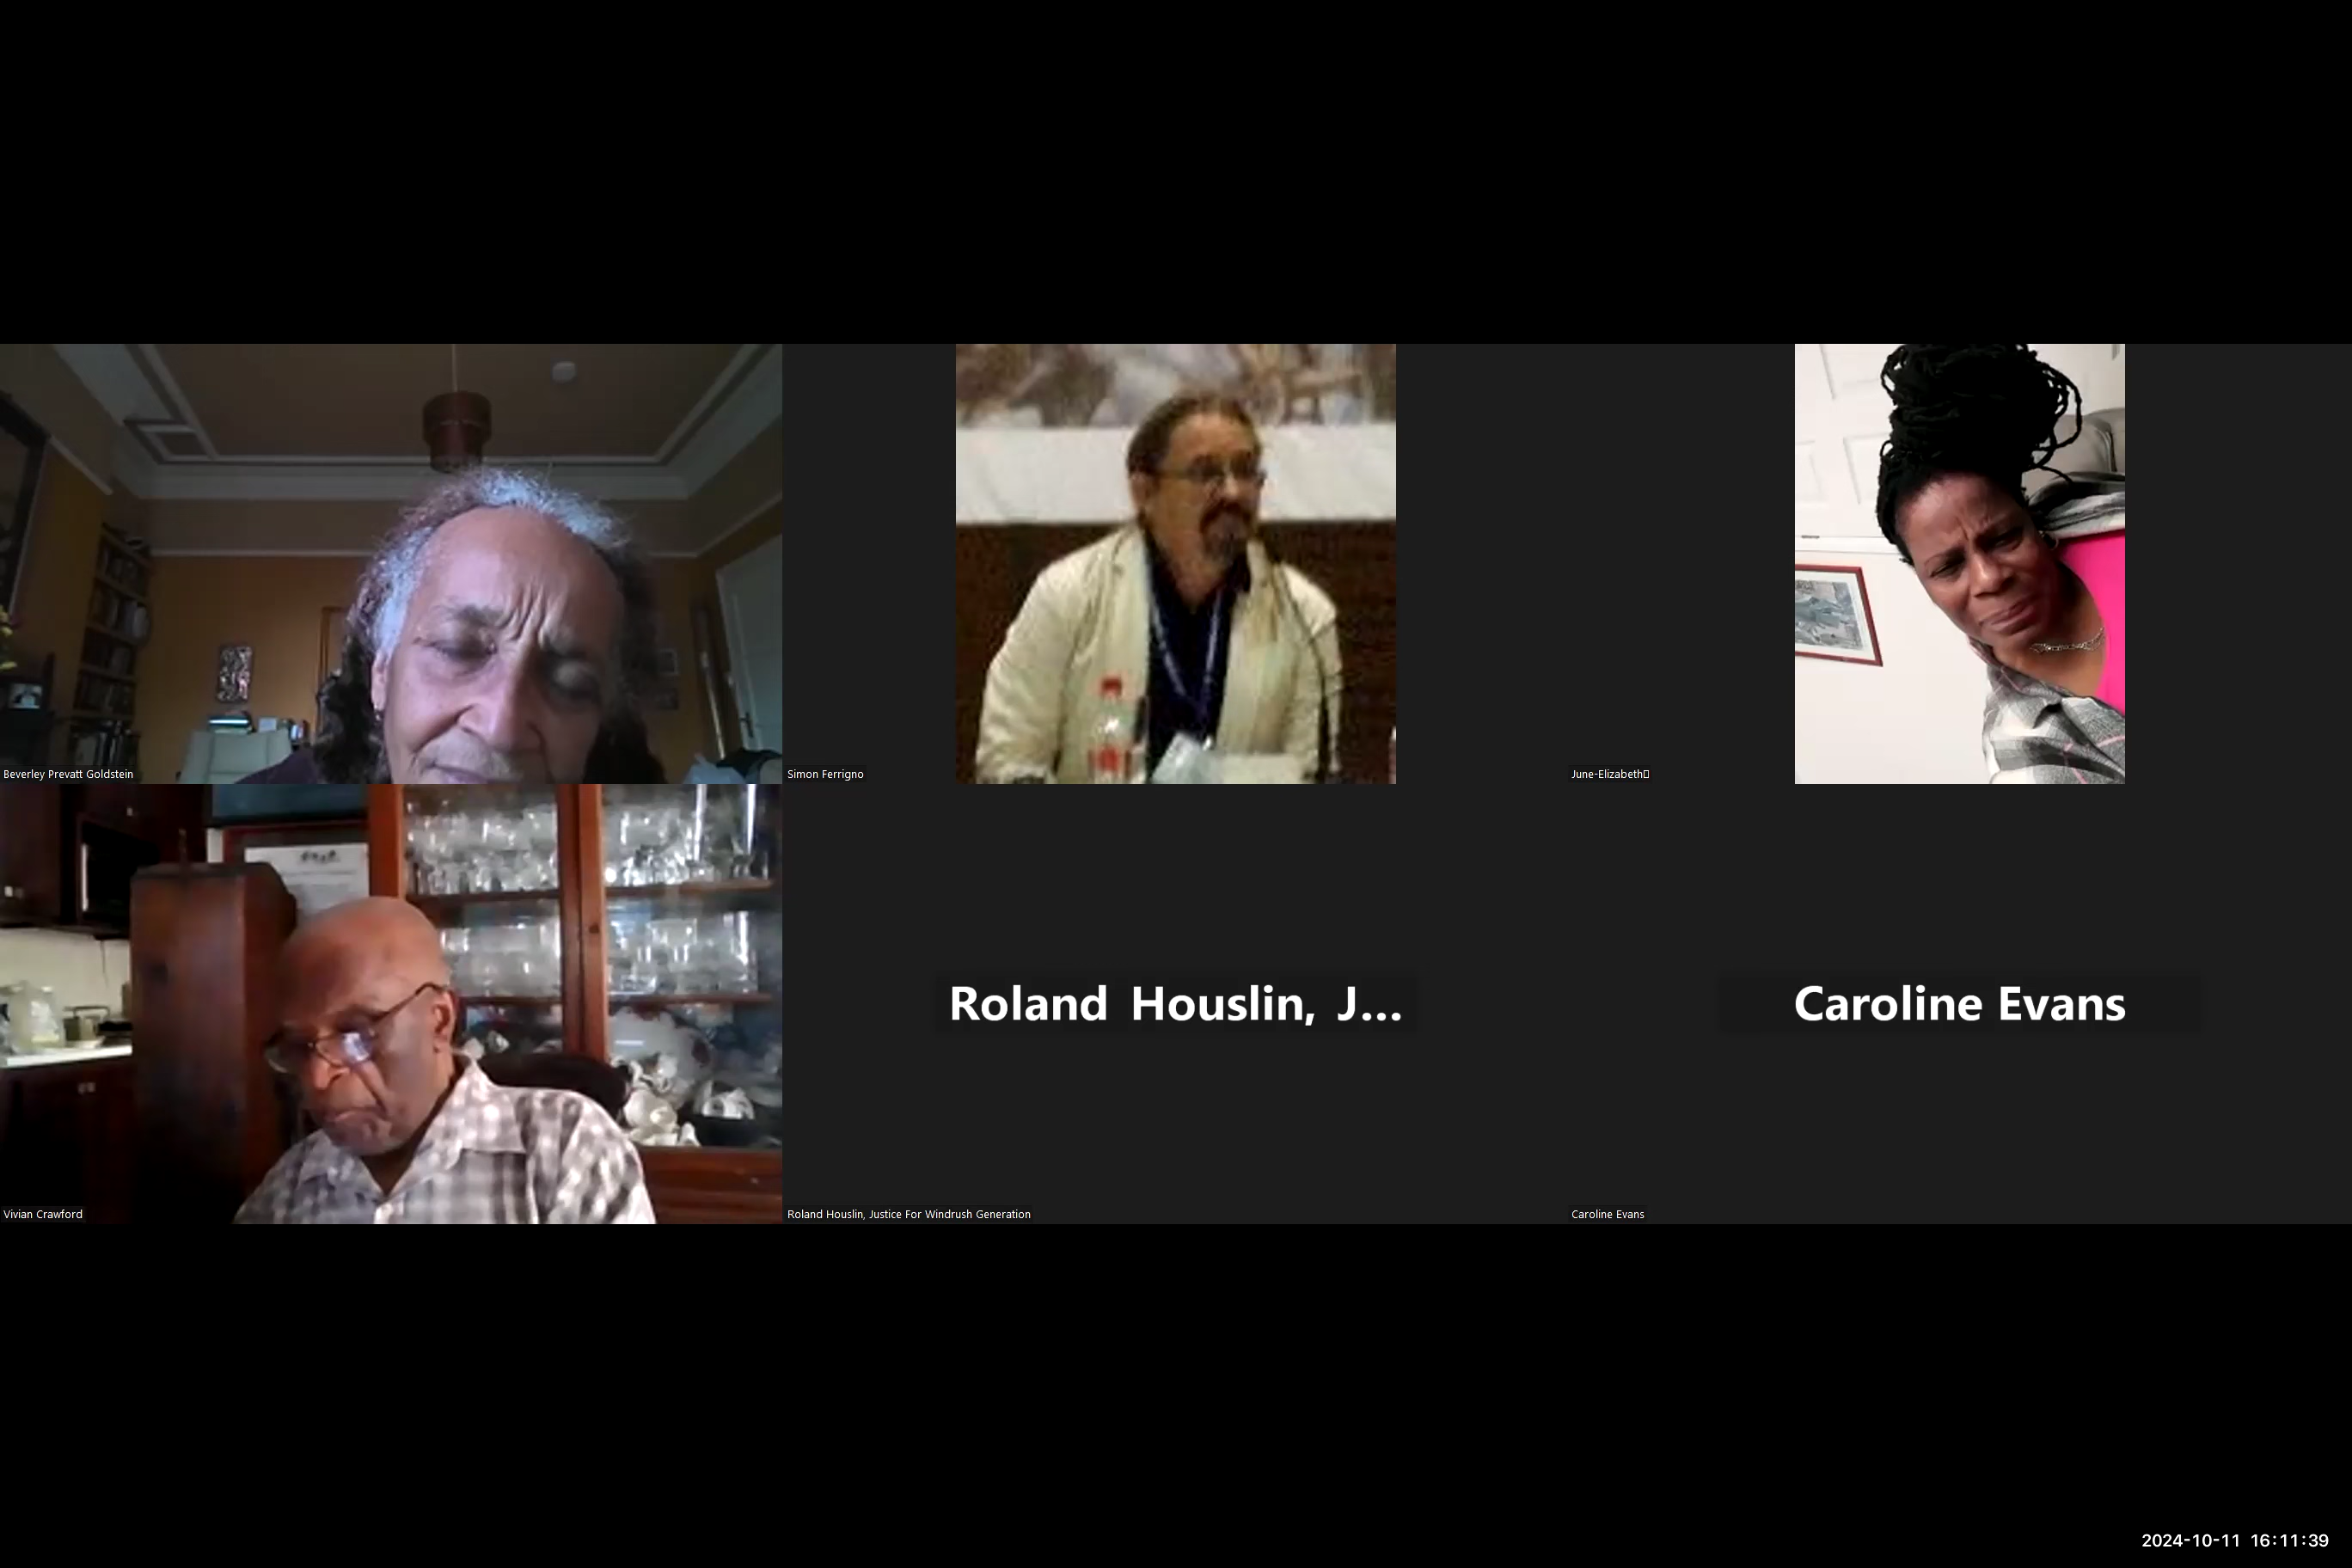 Beverley Prevatt Goldstein
Simon Ferrigno
June-Elizabeth
Roland Houslin, J...
Caroline Evans
Vivian Crawford
Roland Houslin, Justice For Windrush Generation
Caroline Evans
2024-10-11 16:11:39